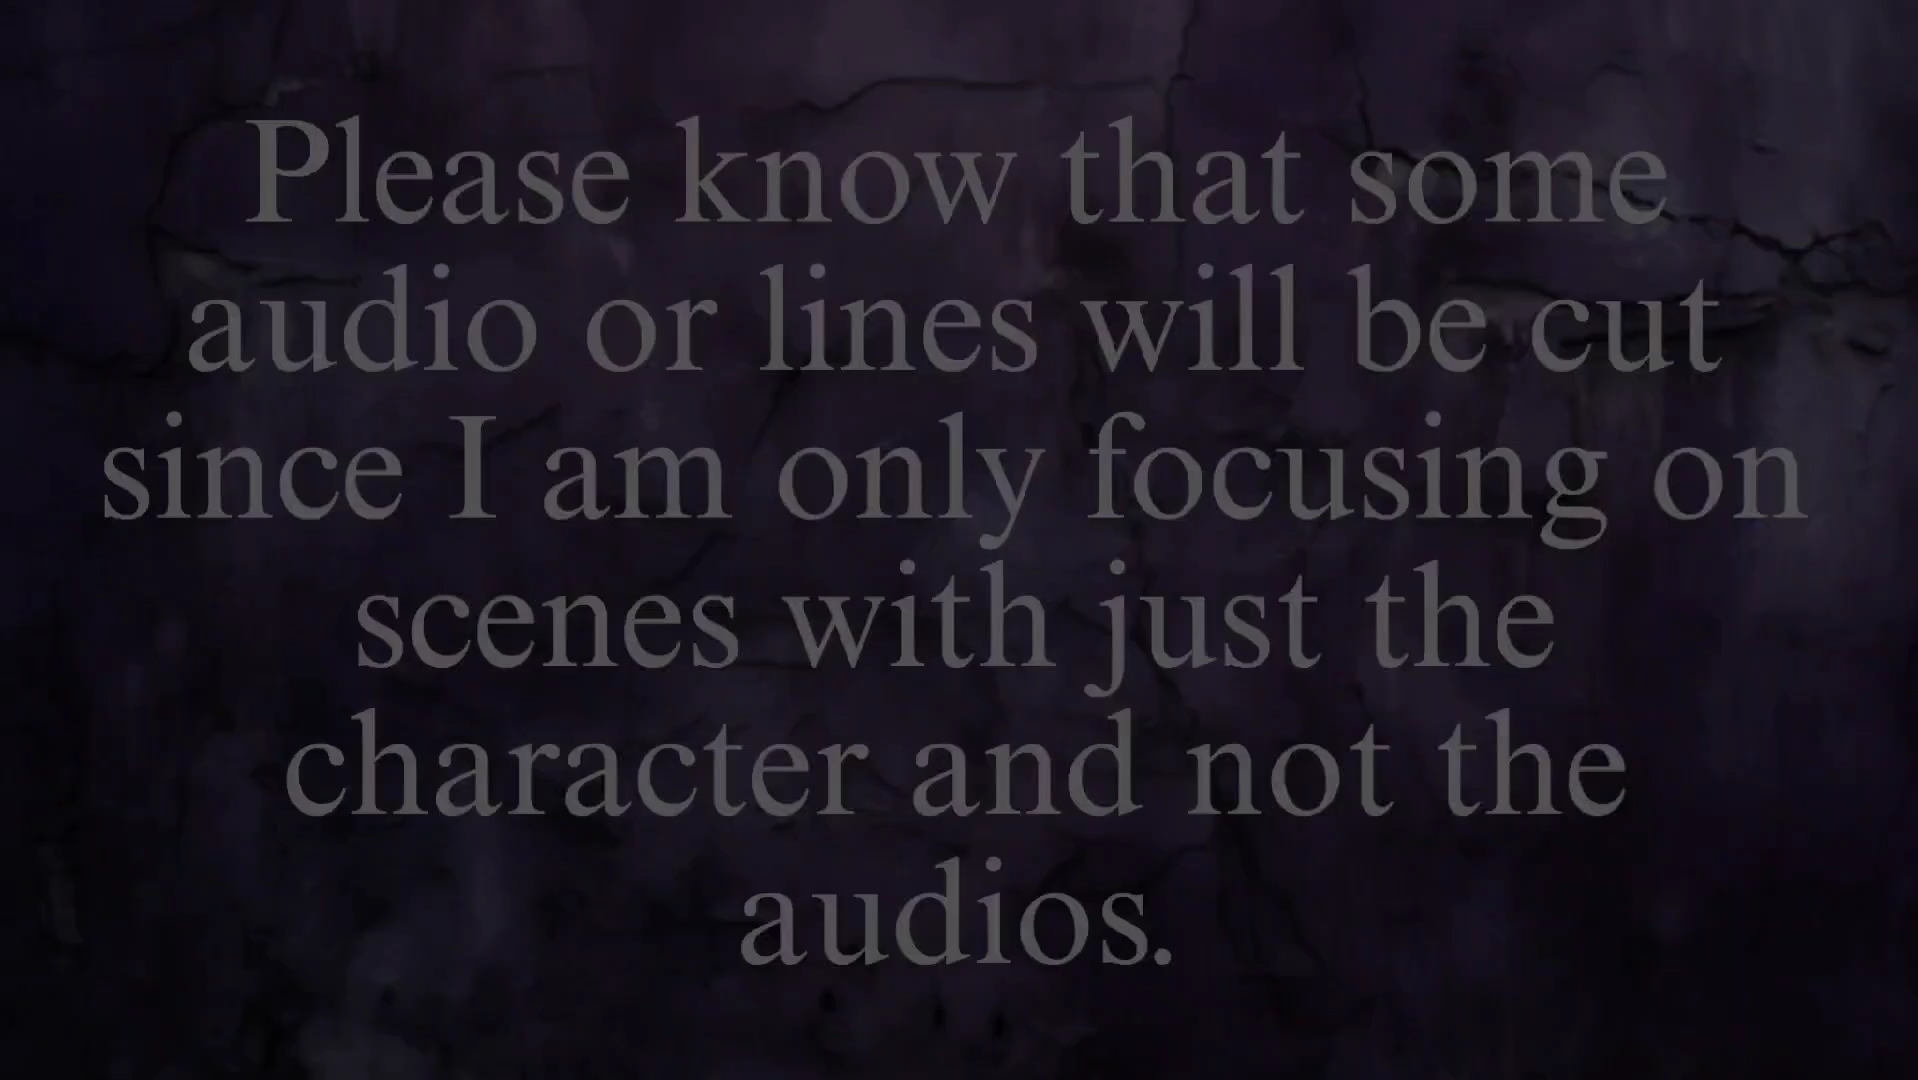 Please know that some
audio or lines will be cut
since I am only focusing on
scenes with just the
character and not the
audios.